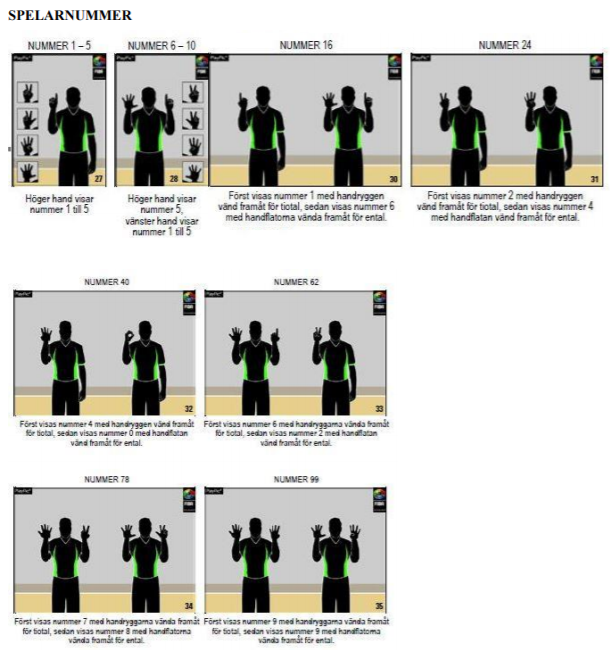 SPELARNUMMER
NUMMER 1 – 5
NUMMER 6 – 10
NUMMER 16
NUMMER 24
27
28
30
31
Höger hand visar
nummer 1 till 5
Höger hand visar
nummer 5,
vänster hand visar
nummer 1 till 5
Först visas nummer 1 med handryggen
vänd framåt för tiotal, sedan visas nummer 6
med handflatorna vända framåt för ental.
Först visas nummer 2 med handryggen
vänd framåt för tiotal, sedan visas nummer 4
med handflatan vänd framåt för ental.
NUMMER 40
NUMMER 62
32
33
Först visas nummer 4 med handryggen vänd framåt
för tiotal, sedan visas nummer 0 med handflatan
vänd framåt för ental.
Först visas nummer 6 med handryggarna vända framåt
för tiotal, sedan visas nummer 2 med handflatan
vänd framåt för ental.
NUMMER 78
NUMMER 99
34
35
Först visas nummer 7 med handryggarna vända framåt
för tiotal, sedan visas nummer 8 med handflatorna
vända framåt för ental.
Först visas nummer 9 med handryggarna vända framåt
för tiotal, sedan visas nummer 9 med handflatorna
vända framåt för ental.